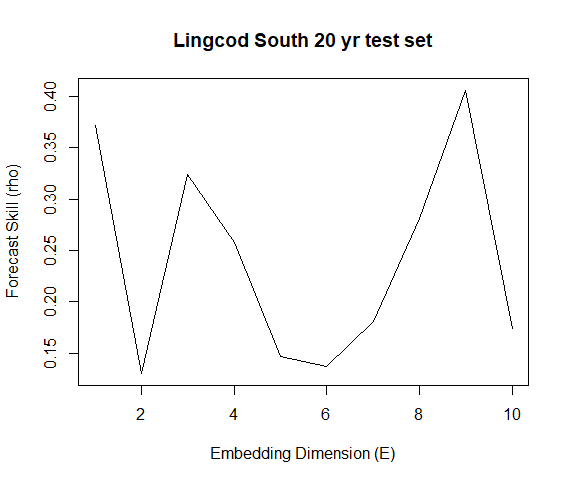 Lingcod South 20 yr test set
Forecast Skill (rho)
0.40
0.35
0.30
0.25
0.20
0.15
2 4 6 8 10
Embedding Dimension (E)